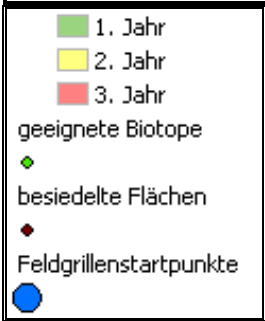 1. Jahr
2. Jahr
3. Jahr
geeignete Biotope
besiedelte Flächen
Feldgrillenstartpunkte